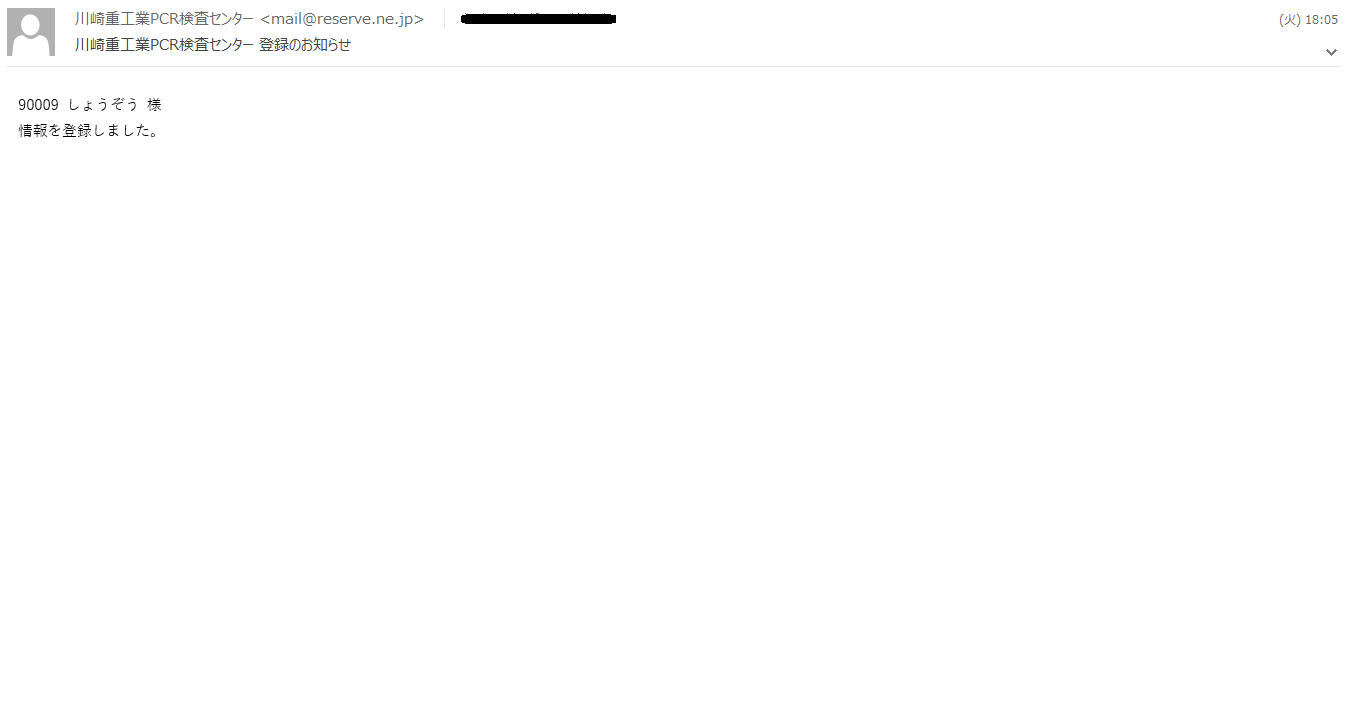 川崎重工業PCR検査センター <mail@reserve.ne.jp>
(火) 18:05
川崎重工業PCR検査センター 登録のお知らせ
90009 しょうぞう 様
情報を登録しました。